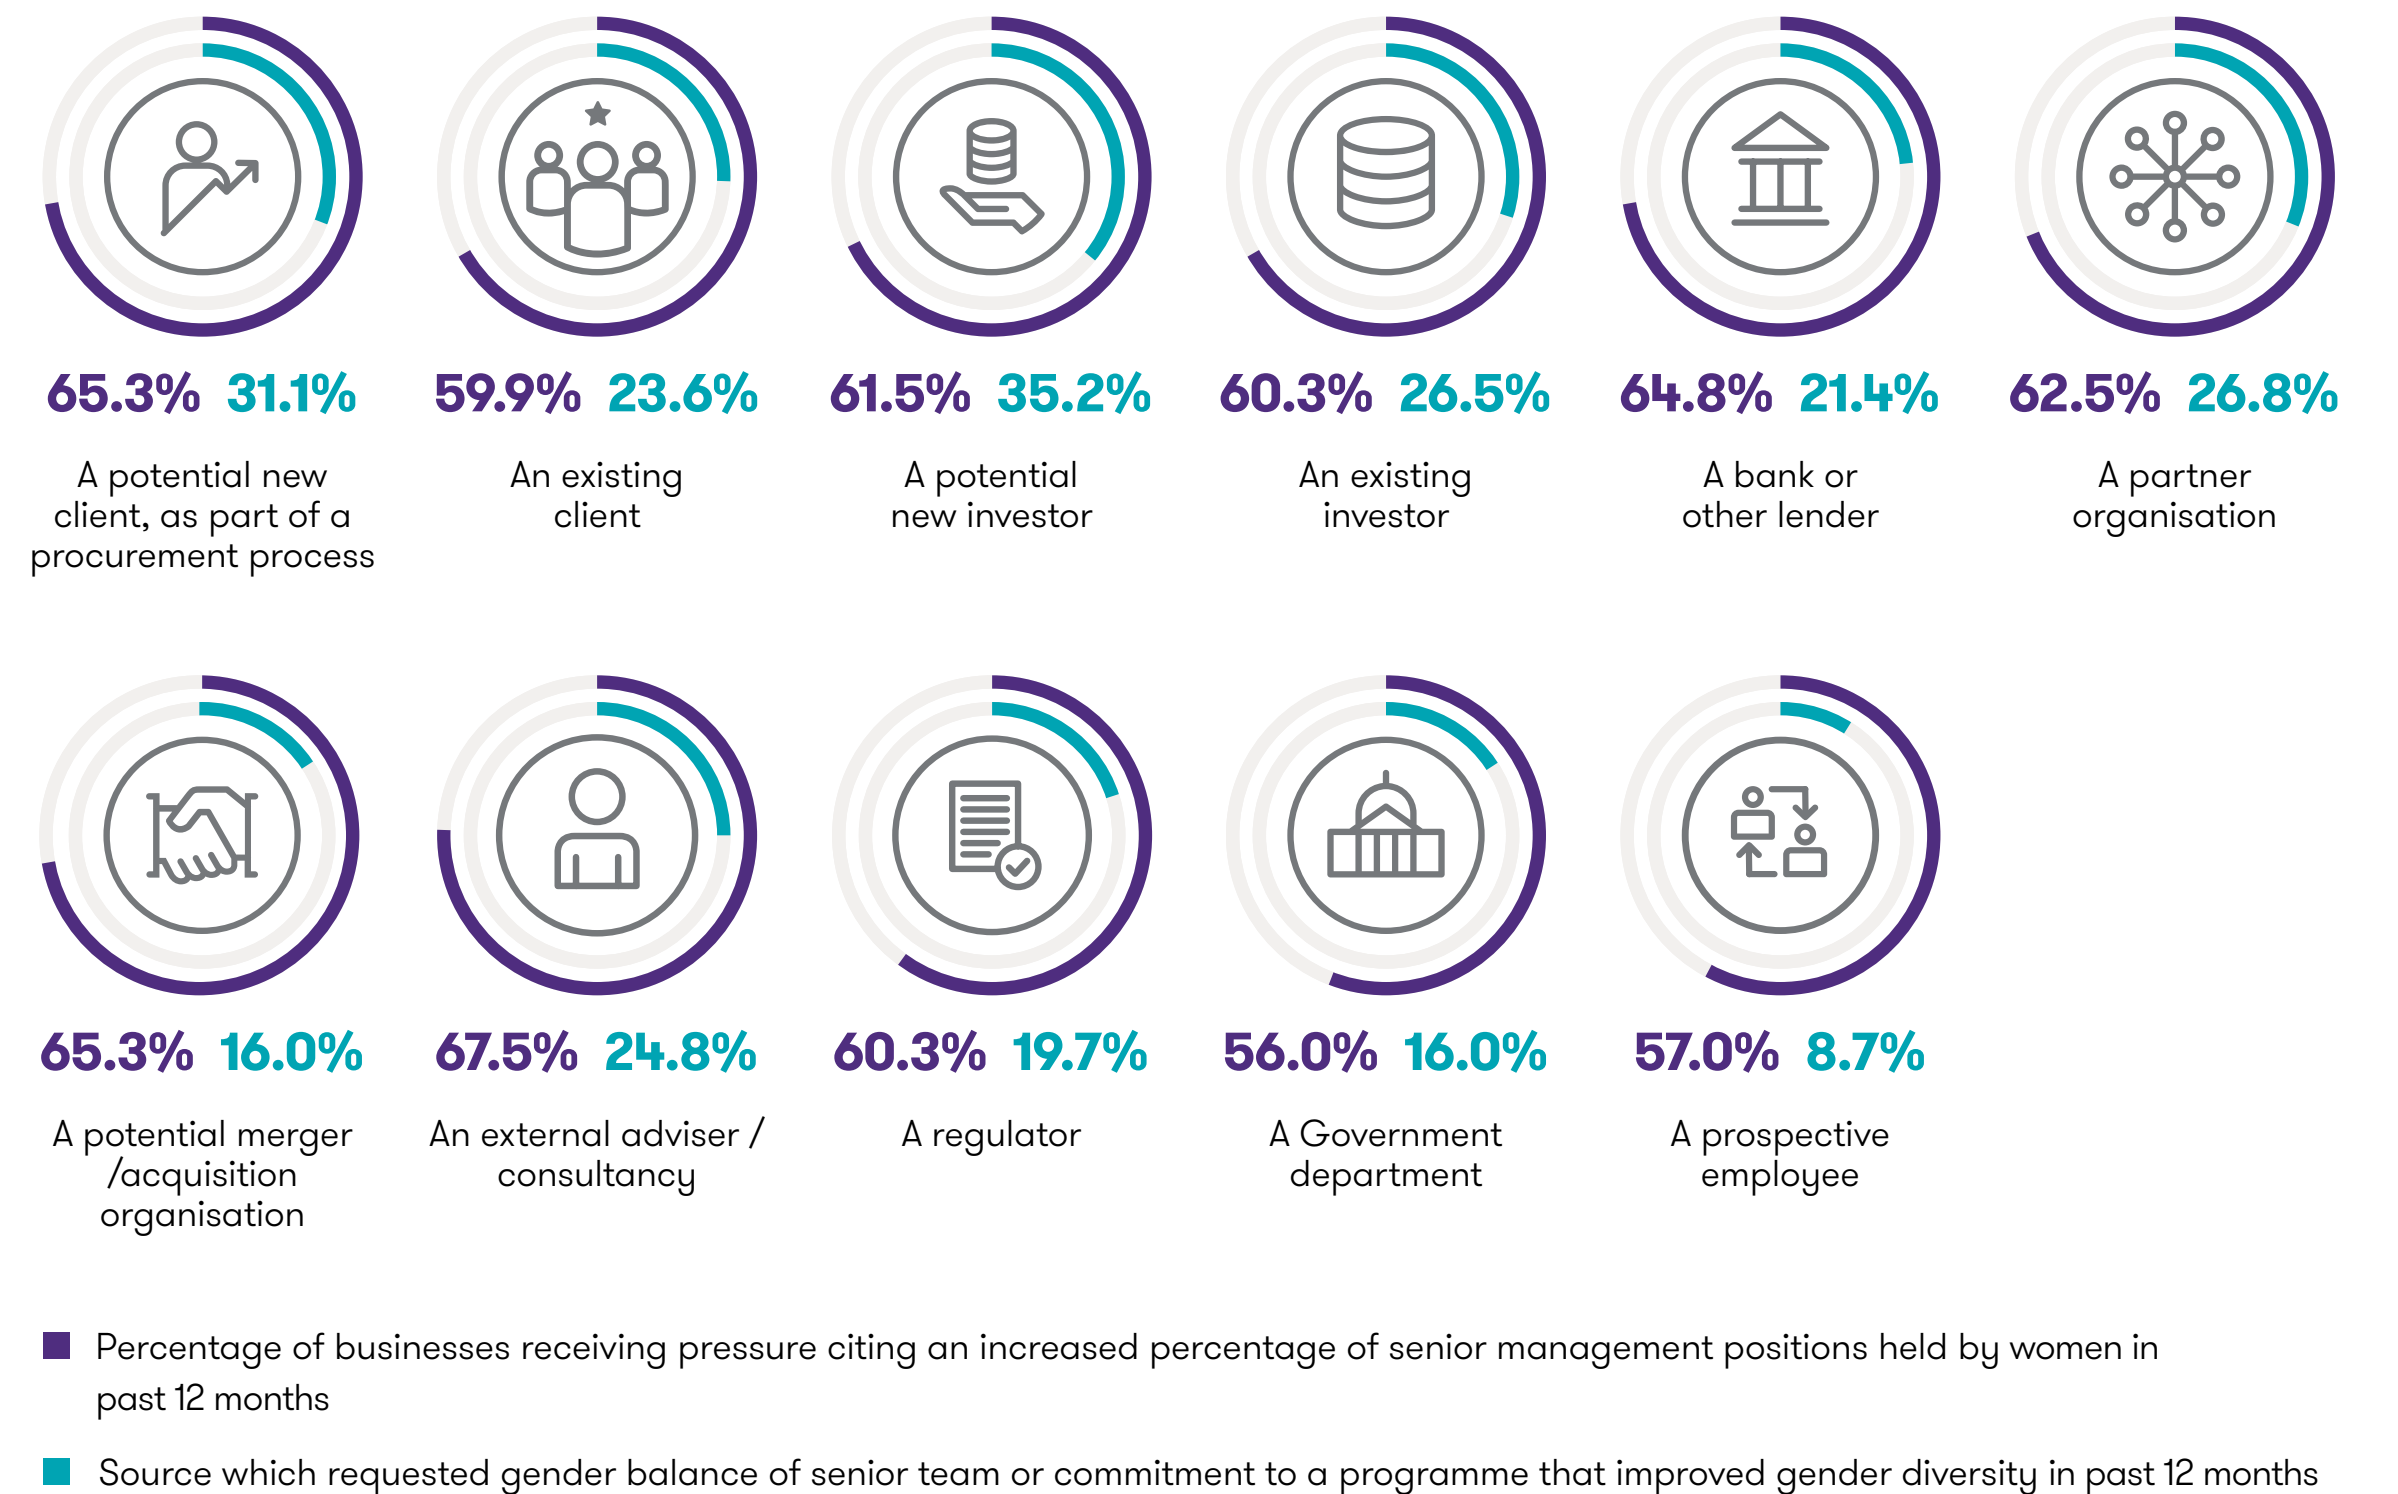 65.3% 31.1%
A potential new
client, as part of a
procurement process
59.9% 23.6%
An existing
client
61.5% 35.2%
A potential
new investor
60.3% 26.5%
An existing
investor
64.8% 21.4%
A bank or
other lender
62.5% 26.8%
A partner
organisation
65.3% 16.0%
A potential merger
/acquisition
organisation
67.5% 24.8%
An external adviser /
consultancy
60.3% 19.7%
A regulator
56.0% 16.0%
A Government
department
57.0% 8.7%
A prospective
employee
Percentage of businesses receiving pressure citing an increased percentage of senior management positions held by women in
past 12 months
Source which requested gender balance of senior team or commitment to a programme that improved gender diversity in past 12 months